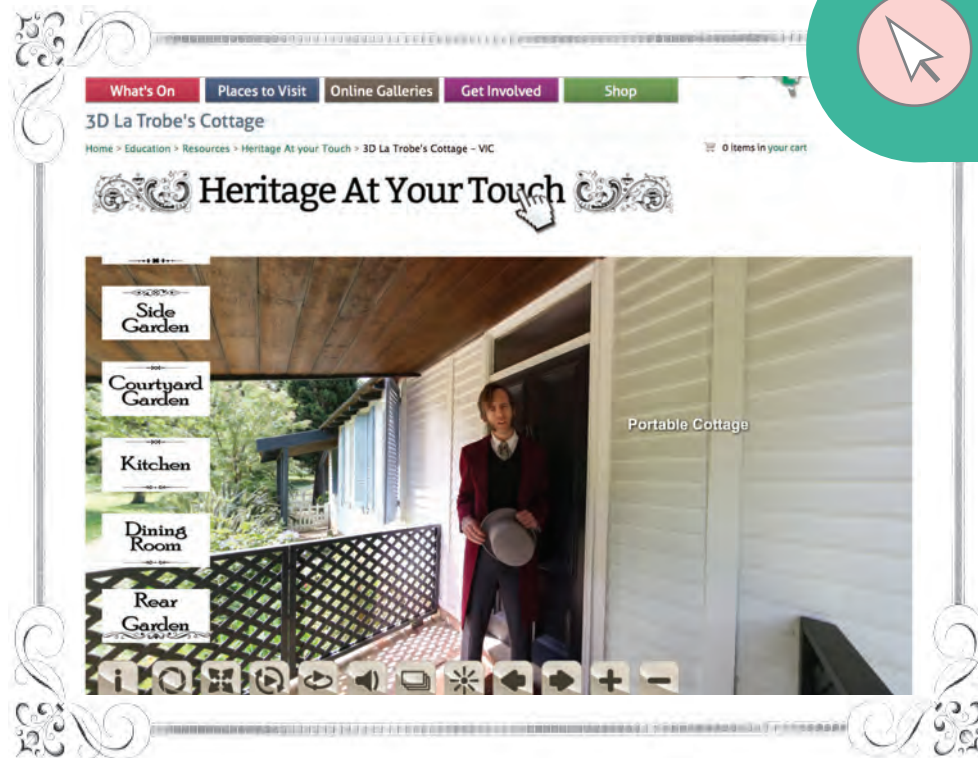 What's On Places to Visit Online Galleries Get Involved Shop
3D La Trobe's Cottage
Home > Education > Resources > Heritage At your Touch > 3D La Trobe's Cottage – VIC
0 items in your cart
Heritage At Your Touch
Side
Garden
Courtyard
Garden
Kitchen
Dining
Room
Rear
Garden
Portable Cottage